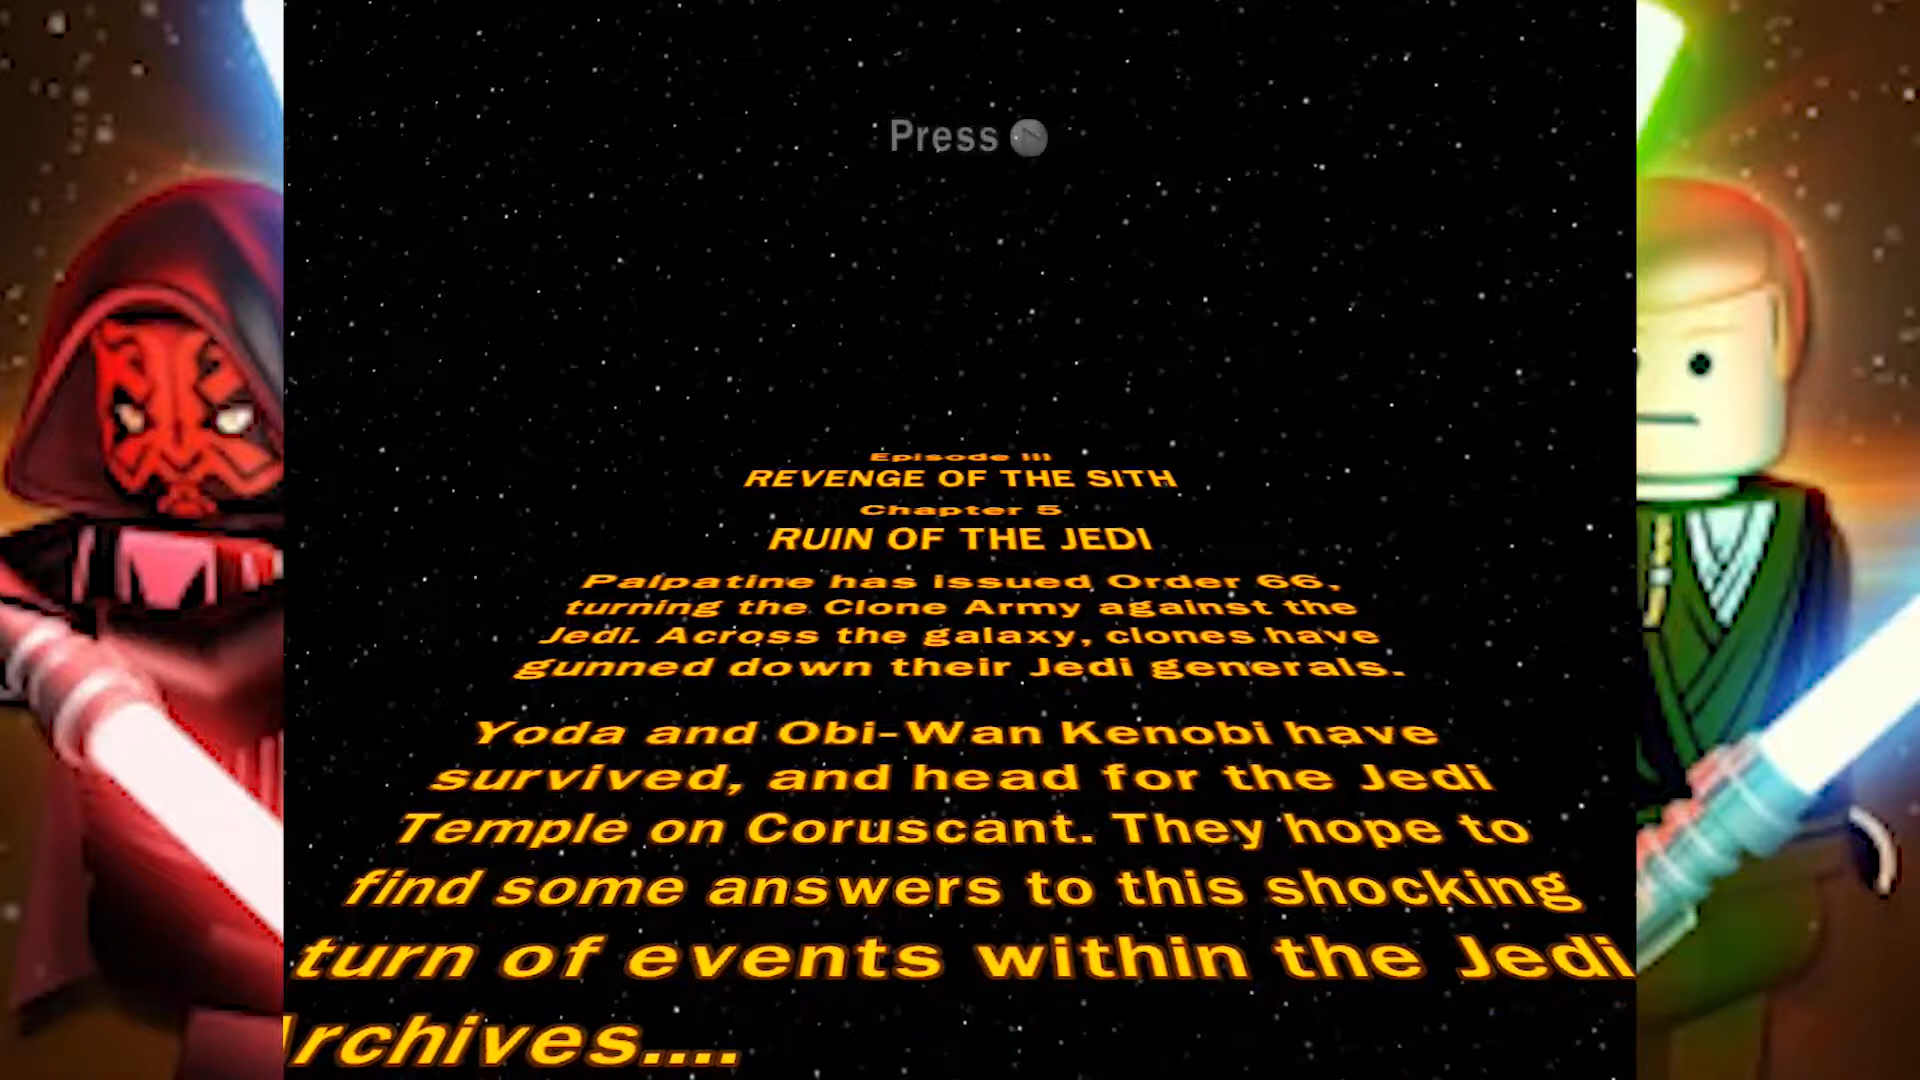 Press
Episode III
REVENGE OF THE SITH
Chapter 5
RUIN OF THE JEDI
Palpatine has issued Order 66,
turning the Clone Army against the
Jedi. Across the galaxy, clones have
gunned down their Jedi generals.
Yoda and Obi-Wan Kenobi have
survived, and head for the Jedi
Temple on Coruscant. They hope to
find some answers to this shocking
turn of events within the Jedi
Archives....